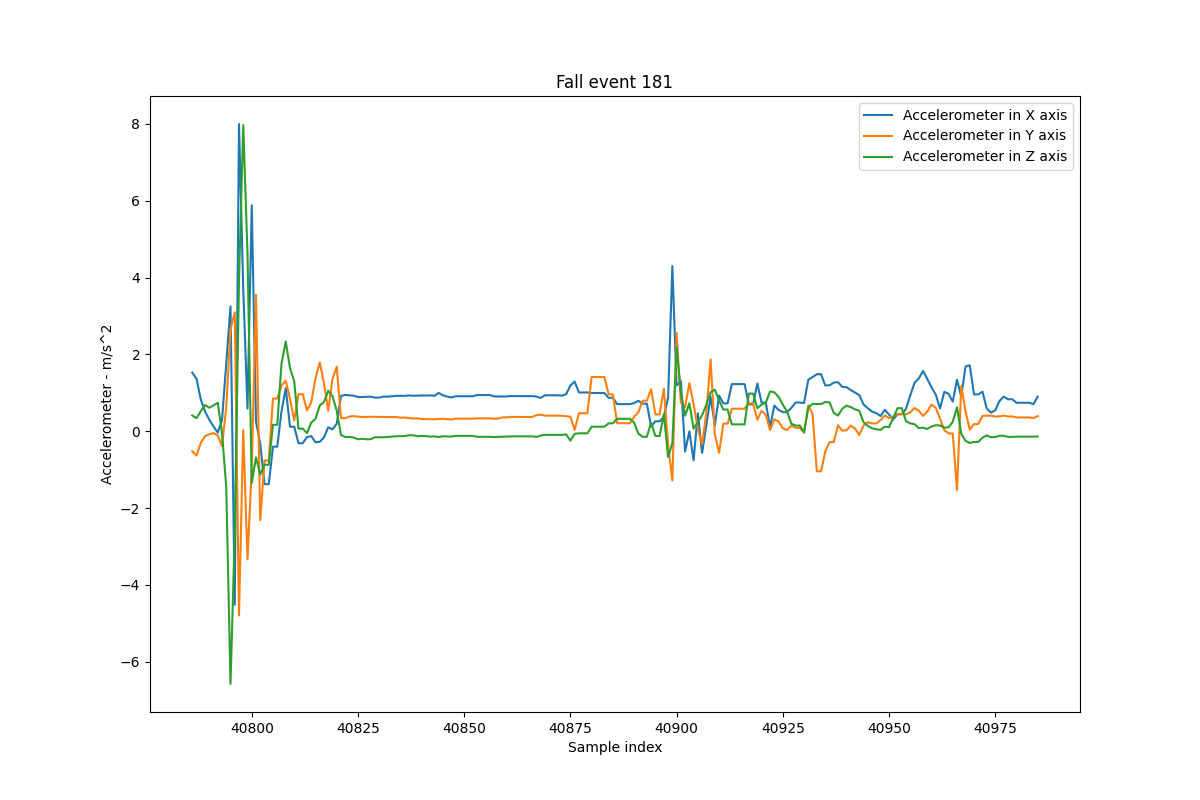 Fall event 181
Accelerometer in X axis
Accelerometer in Y axis
Accelerometer in Z axis
8
6
4
2
0
−2
−4
−6
Accelerometer - m/s^2
40800 40825 40850 40875 40900 40925 40950 40975
Sample index